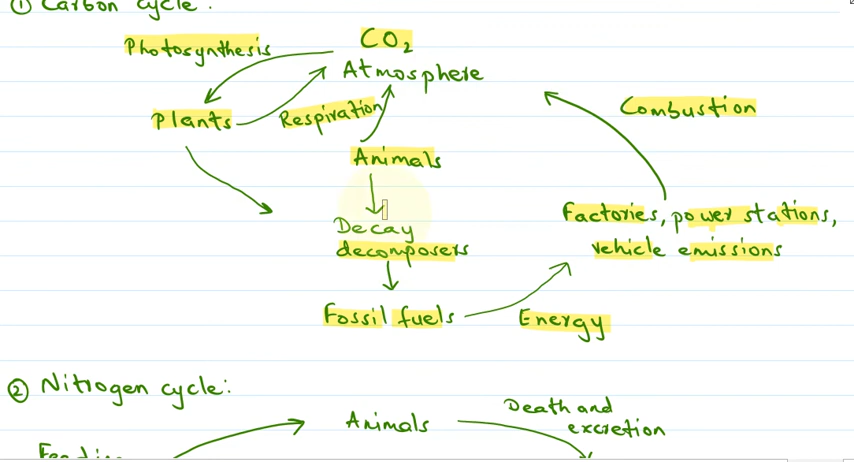 ① Carbon cycle:
Photosynthesis
CO2
Atmosphere
Plants
Respiration
Combustion
Animals
Decay
decomposers
Factories, power stations,
vehicle emissions
Fossil fuels
Energy
② Nitrogen cycle:
Animals
Death and
excretion
Feeding